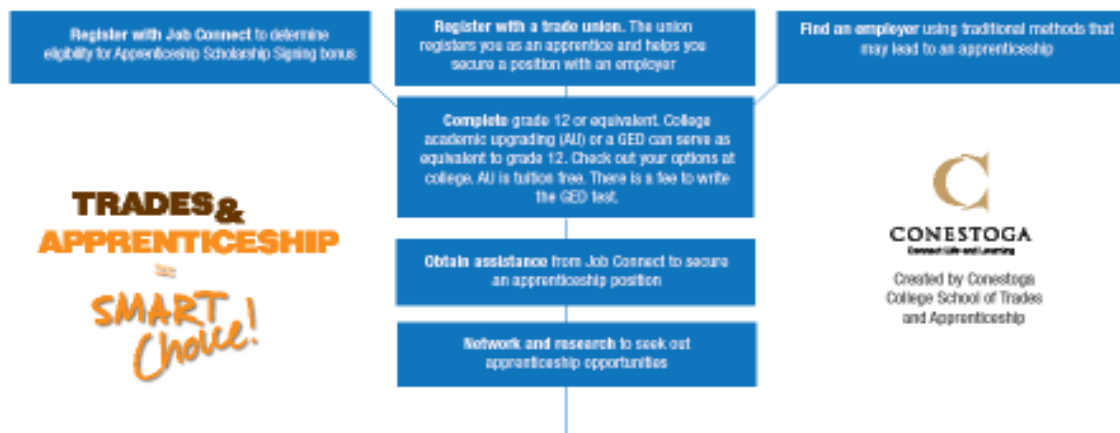 Register with Job Connect to determine
eligibility for Apprenticeship Scholarship Signing bonus
Register with a trade union. The union
registers you as an apprentice and helps you
secure a position with an employer
Find an employer using traditional methods that
may lead to an apprenticeship
Complete grade 12 or equivalent. College
academic upgrading (AU) or a GED can serve as
equivalent to grade 12. Check out your options at
college. AU is tuition free. There is a fee to write
the GED test.
TRADES&
APPRENTICESHIP
SMART
Choice!
Obtain assistance from Job Connect to secure
an apprenticeship position
Network and research to seek out
apprenticeship opportunities
C
CONESTOGA
Connect Life and Learning
Created by Conestoga
College School of Trades
and Apprenticeship